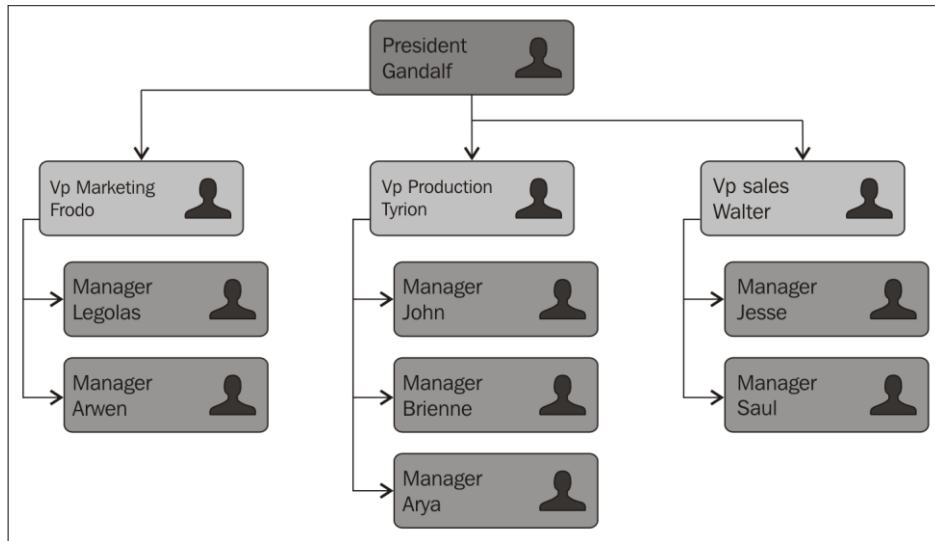 President
Gandalf
Vp Marketing
Frodo
Vp Production
Tyrion
Vp sales
Walter
Manager
Legolas
Manager
John
Manager
Jesse
Manager
Arwen
Manager
Brienne
Manager
Saul
Manager
Arya